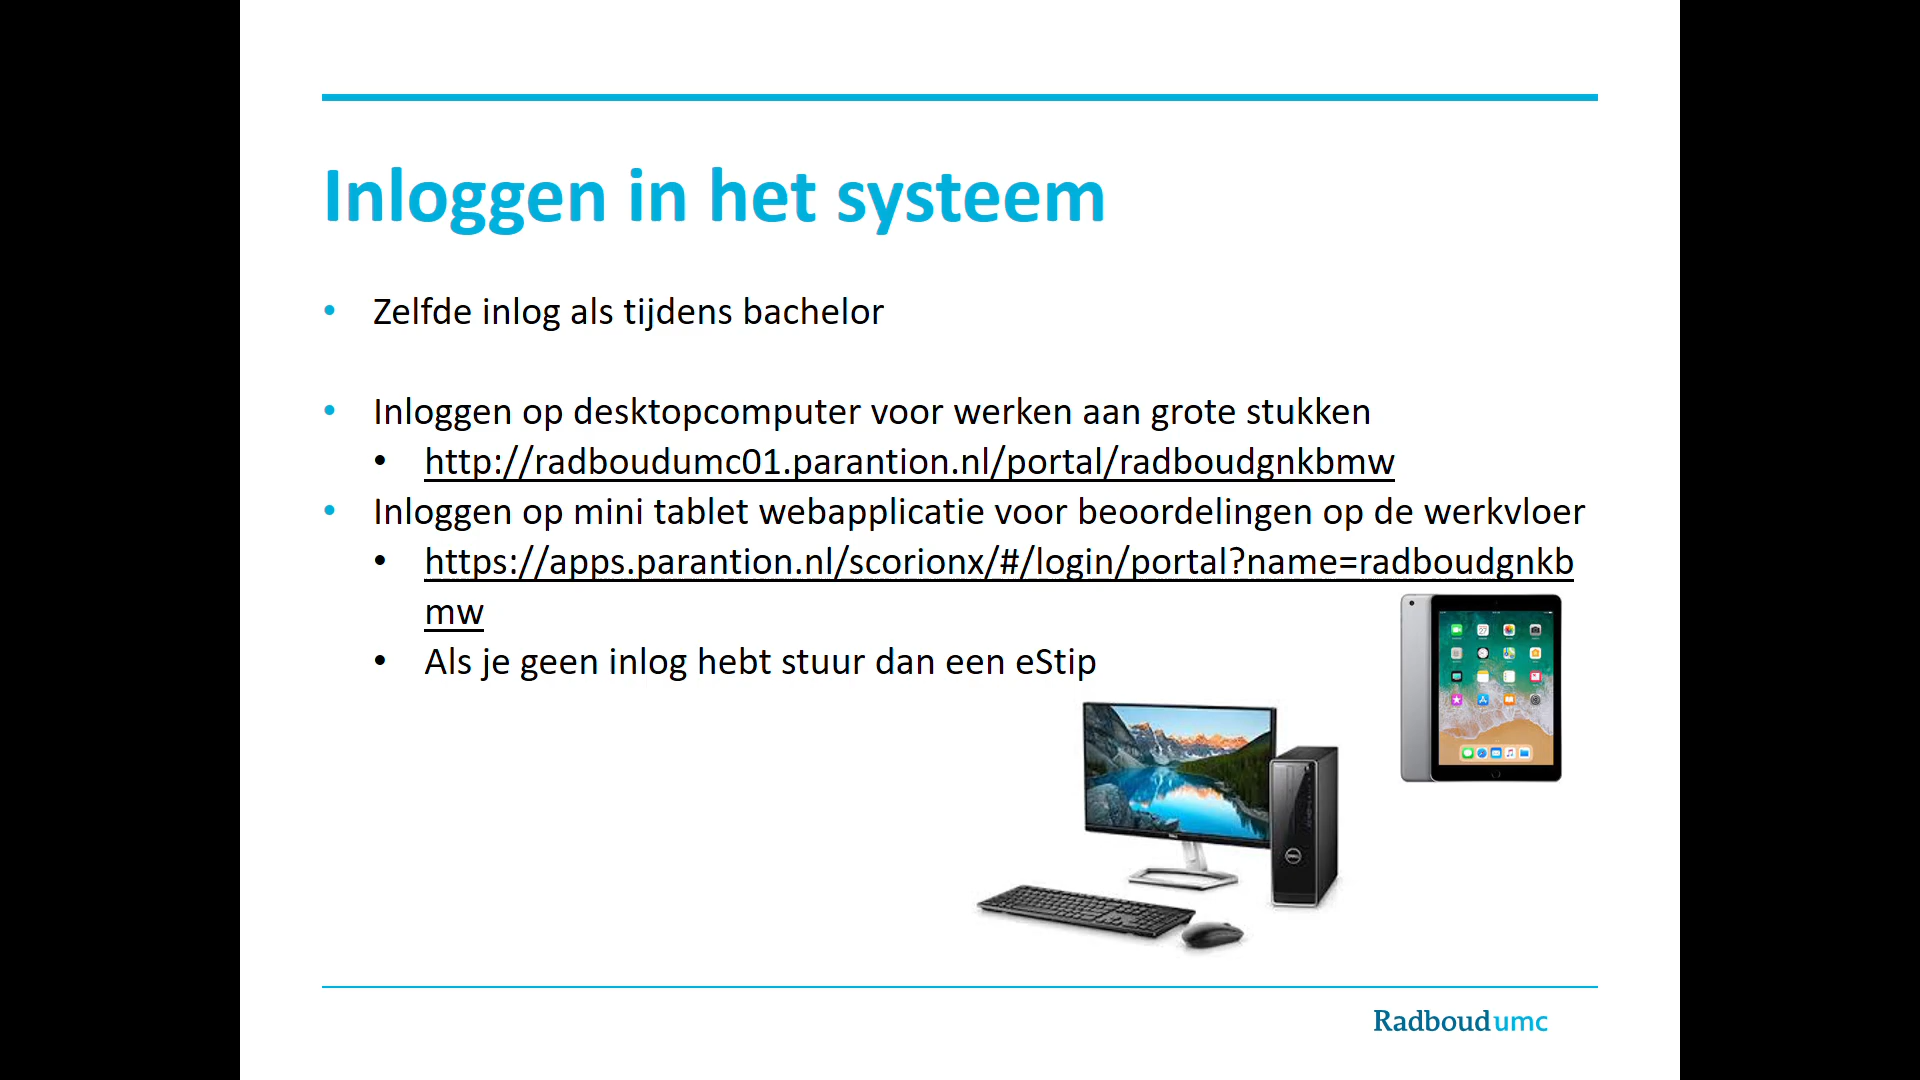 Inloggen in het systeem
• Zelfde inlog als tijdens bachelor
• Inloggen op desktopcomputer voor werken aan grote stukken
• http://radboudumc01.parantion.nl/portal/radboudgnkbmw
• Inloggen op mini tablet webapplicatie voor beoordelingen op de werkvloer
• https://apps.parantion.nl/scorionx/#/login/portal?name=radboudgnkb
mw
• Als je geen inlog hebt stuur dan een eStip
Radboudumc